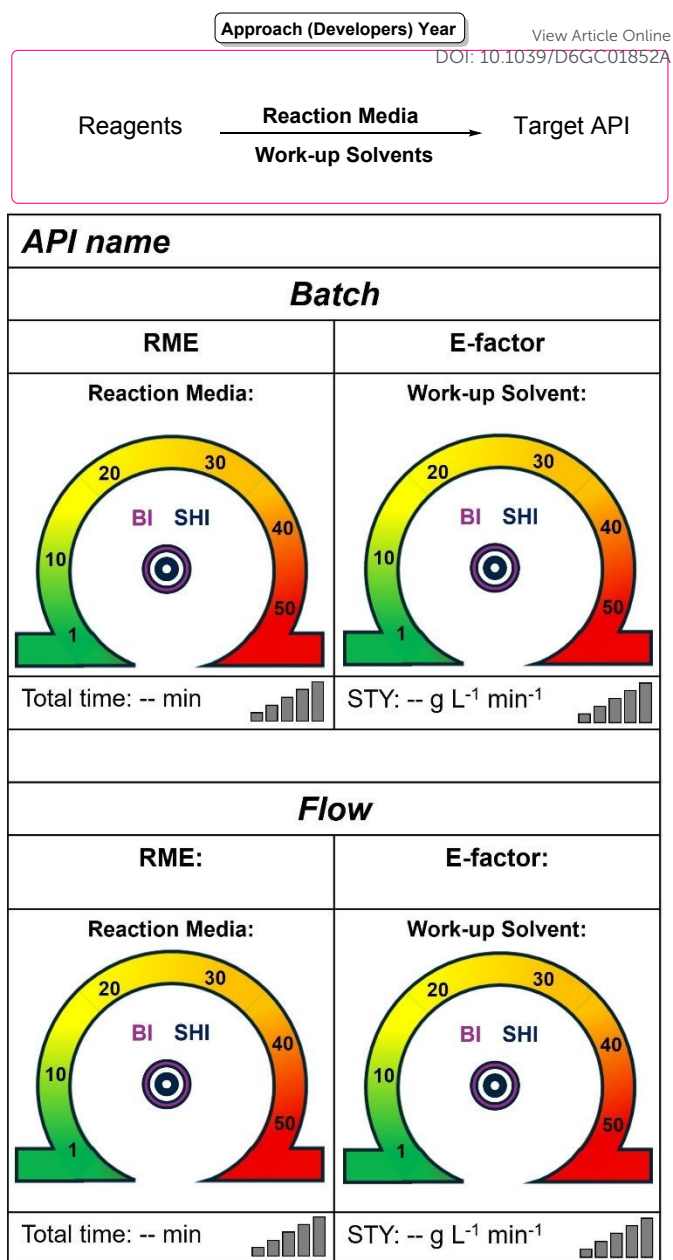 Approach (Developers) Year
View Article Online
DOI: 10.1039/D6GC01852A
Reagents
Reaction Media
Work-up Solvents
Target API
API name
Batch
RME
E-factor
Reaction Media:
Work-up Solvent:
1 10 20 30 40 50
BI SHI
1 10 20 30 40 50
BI SHI
Total time: -- min
STY: -- g L⁻¹ min⁻¹
Flow
RME:
E-factor:
Reaction Media:
Work-up Solvent:
1 10 20 30 40 50
BI SHI
1 10 20 30 40 50
BI SHI
Total time: -- min
STY: -- g L⁻¹ min⁻¹